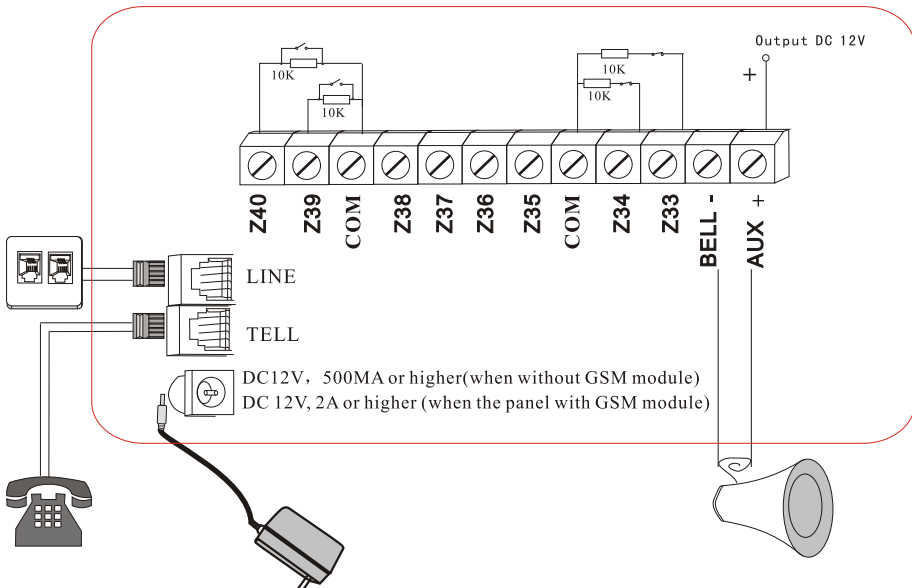 Output DC 12V
+
10K
10K
10K
10K
Z40 Z39 COM Z38 Z37 Z36 Z35 COM Z34 Z33 BELL - AUX +
LINE
TELL
DC12V, 500MA or higher(when without GSM module)
DC 12V, 2A or higher (when the panel with GSM module)